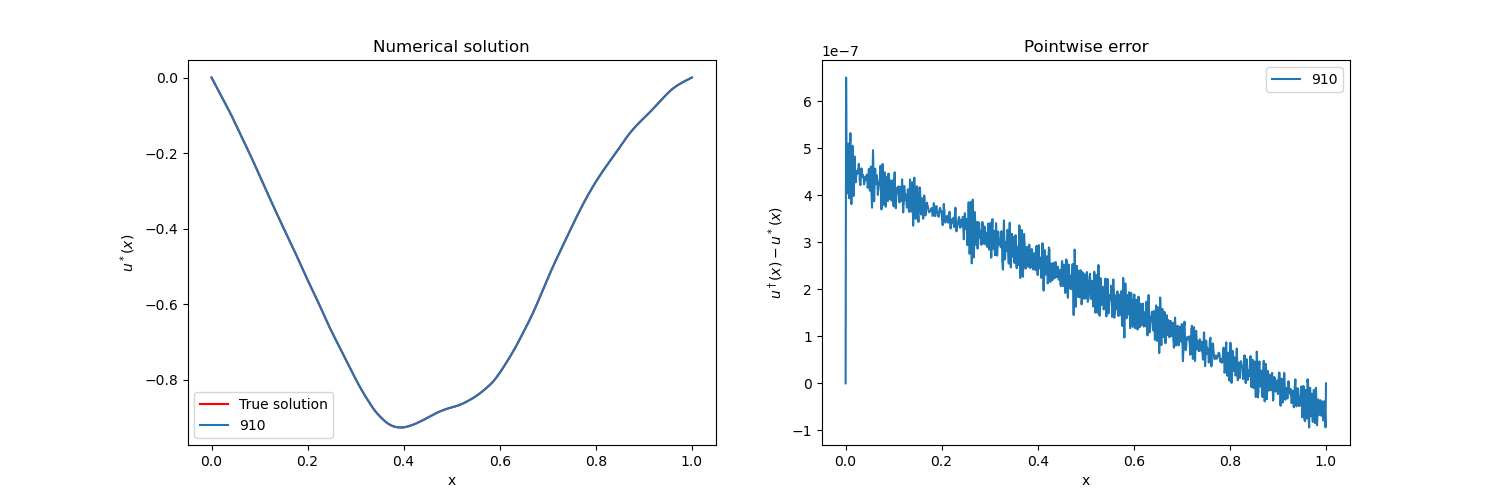 Numerical solution
0.0
−0.2
−0.4
−0.6
−0.8
u*(x)
True solution
910
0.0 0.2 0.4 0.6 0.8 1.0
x
Pointwise error
1e−7
910
6
5
4
3
2
1
0
−1
u†(x) − u*(x)
0.0 0.2 0.4 0.6 0.8 1.0
x